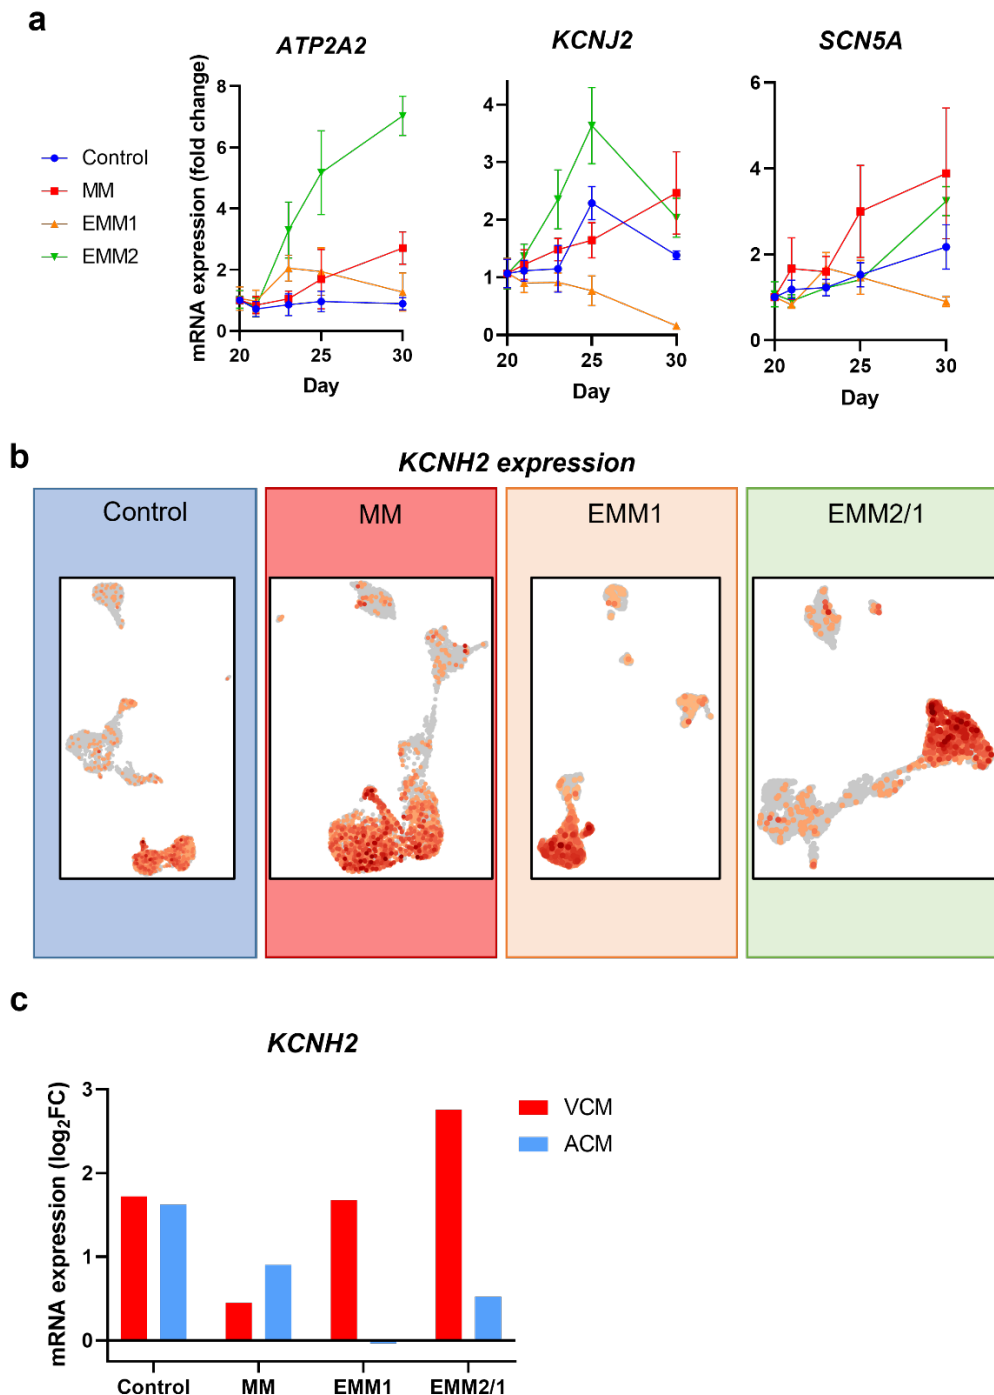 a
ATP2A2
KCNJ2
SCN5A
Control
MM
EMM1
EMM2
mRNA expression (fold change)
8
6
4
2
0
20
25
30
Day
4
3
2
1
0
20
25
30
Day
6
4
2
0
20
25
30
Day
b
KCNH2 expression
Control
MM
EMM1
EMM2/1
c
KCNH2
mRNA expression (log₂FC)
3
2
1
0
VCM
ACM
Control
MM
EMM1
EMM2/1